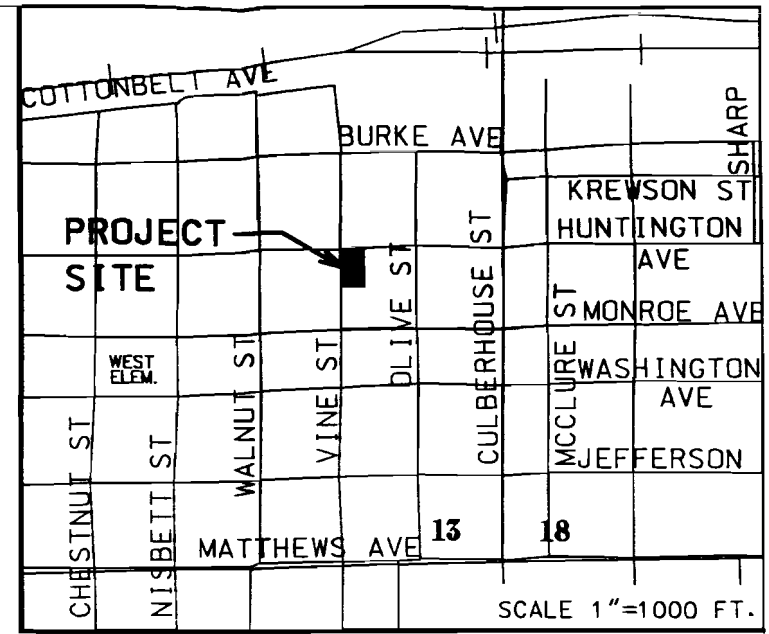 COTTONBELT AVE
BURKE AVE
SHARP
KREWSON ST
HUNTINGTON
AVE
PROJECT
SITE
MONROE AVE
WEST
ELEM.
WASHINGTON
AVE
JEFFERSON
CHESTNUT ST
NISBETT ST
WALNUT ST
VINE ST
OLIVE ST
CULBERHOUSE ST
MCCLURE ST
MATTHEWS AVE
13
18
SCALE 1"=1000 FT.